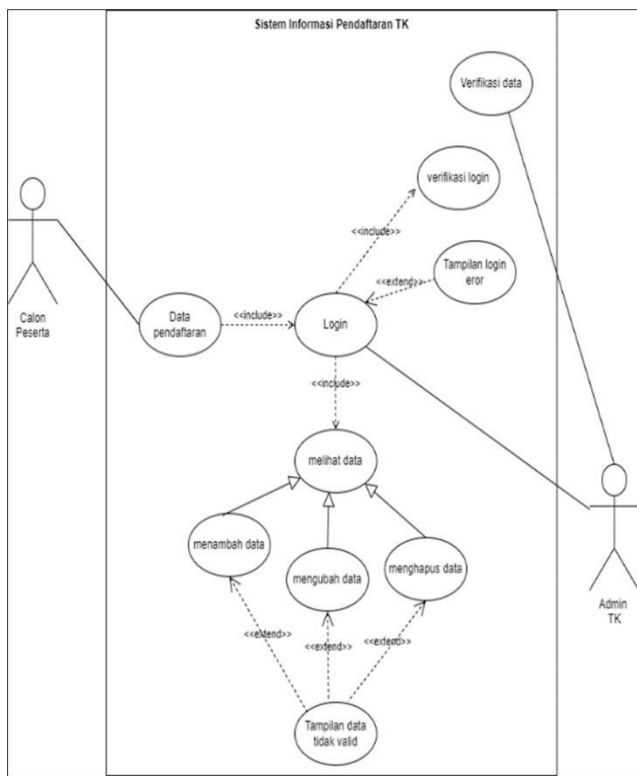 Sistem Informasi Pendaftaran TK
Verifikasi data
verifikasi login
<<include>>
Tampilan login
eror
<<extend>>
Calon
Peserta
Data
pendaftaran
<<include>>
Login
<<include>>
melihat data
menambah data
mengubah data
menghapus data
Admin
TK
<<extend>>
<<extend>>
<<extend>>
Tampilan data
tidak valid